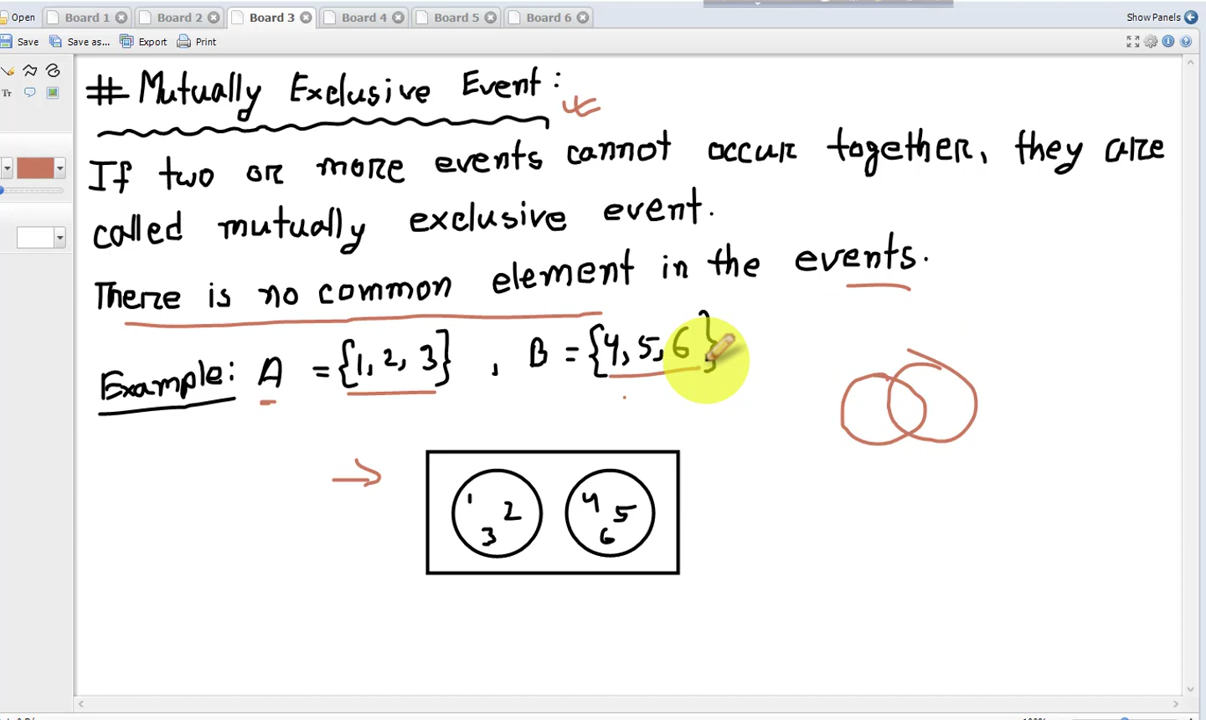 Open Board 1 Board 2 Board 3 Board 4 Board 5 Board 6 Show Panels
Save Save as... Export Print
# Mutually Exclusive Event:
If two or more events cannot occur together, they are
called mutually exclusive event.
There is no common element in the events.
Example: A = {1, 2, 3} , B = {4, 5, 6}
1 2 3
4 5 6